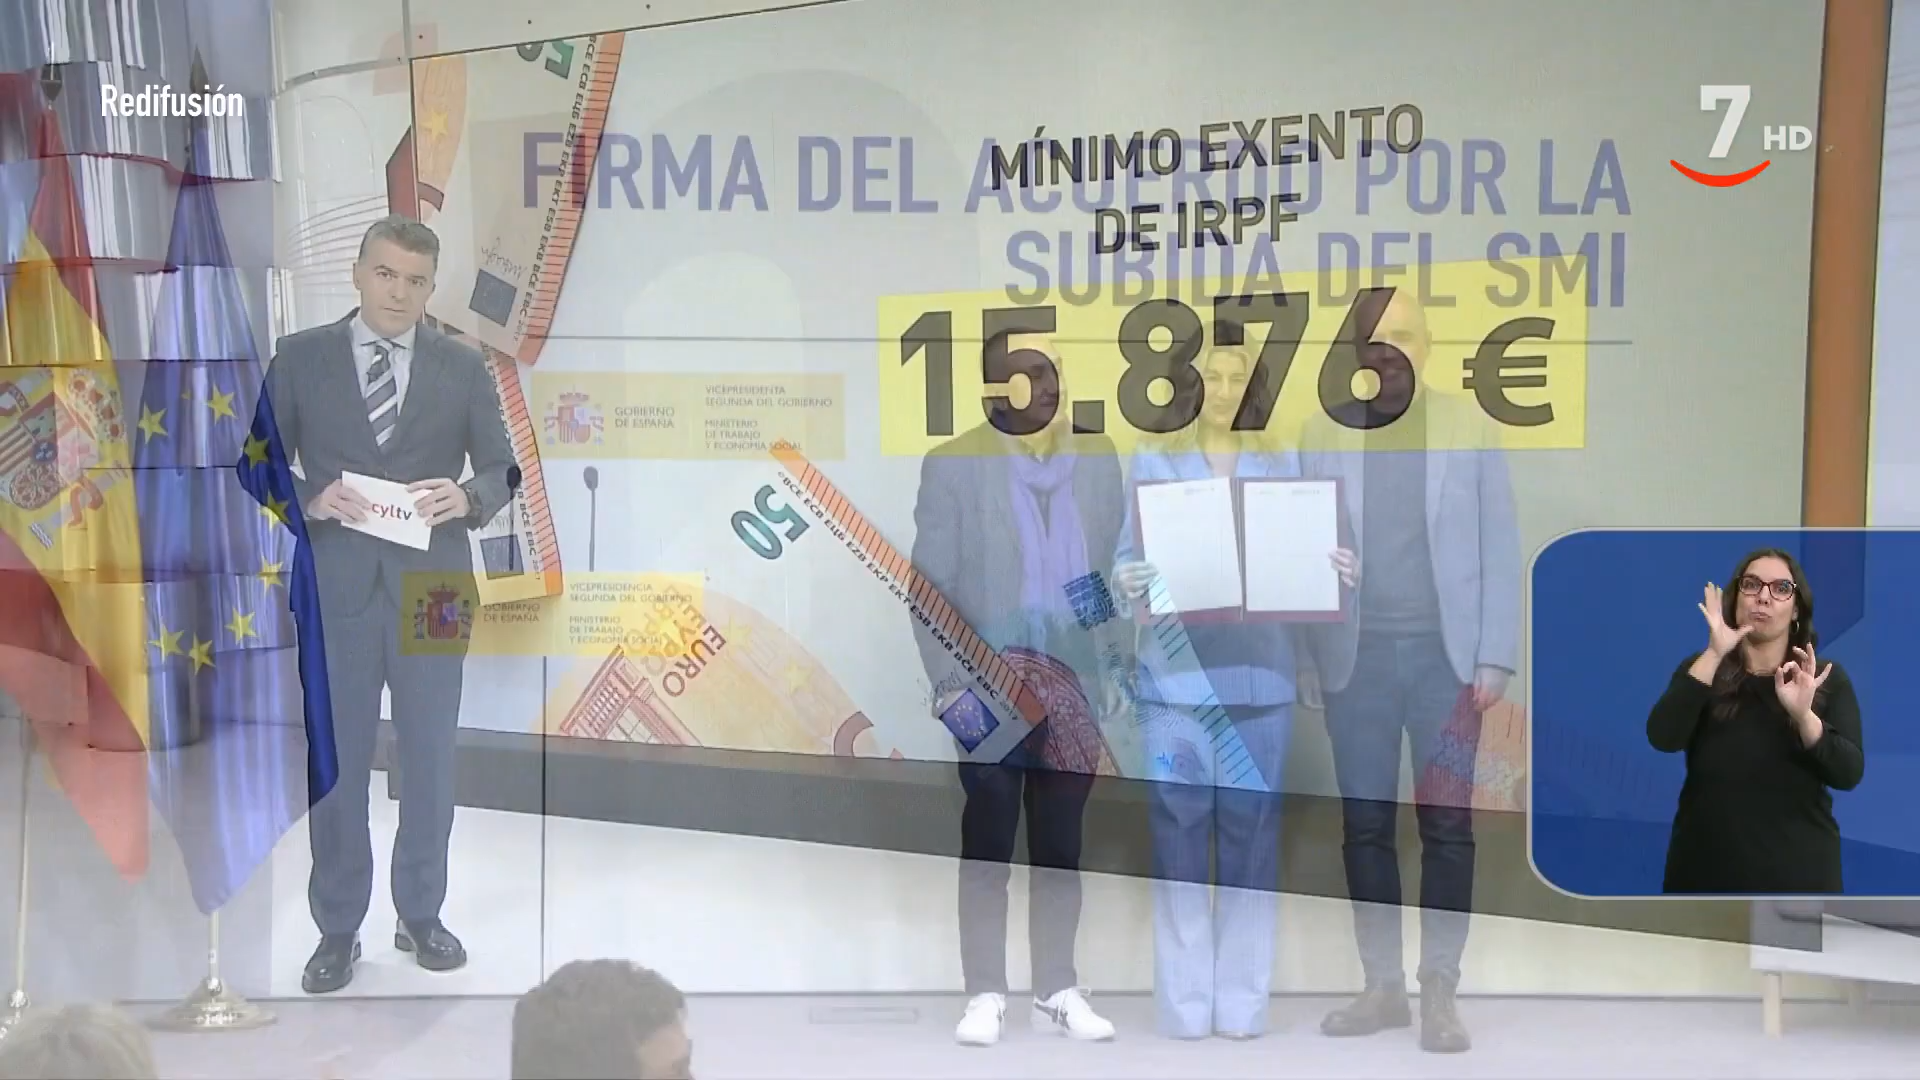 Redifusión
7 HD
FIRMA DEL ACUERDO POR LA
SUBIDA DEL SMI
MÍNIMO EXENTO
DE IRPF
15.876 €
GOBIERNO
DE ESPAÑA
VICEPRESIDENTA
SEGUNDA DEL GOBIERNO
MINISTERIO
DE TRABAJO
Y ECONOMÍA SOCIAL
cyltv
50
BCE ECB ЕЦБ EZB EKP EKT ESB EKB BĊE EBC 2017
GOBIERNO
DE ESPAÑA
VICEPRESIDENCIA
SEGUNDA DEL GOBIERNO
MINISTERIO
DE TRABAJO
Y ECONOMÍA SOCIAL
EURO